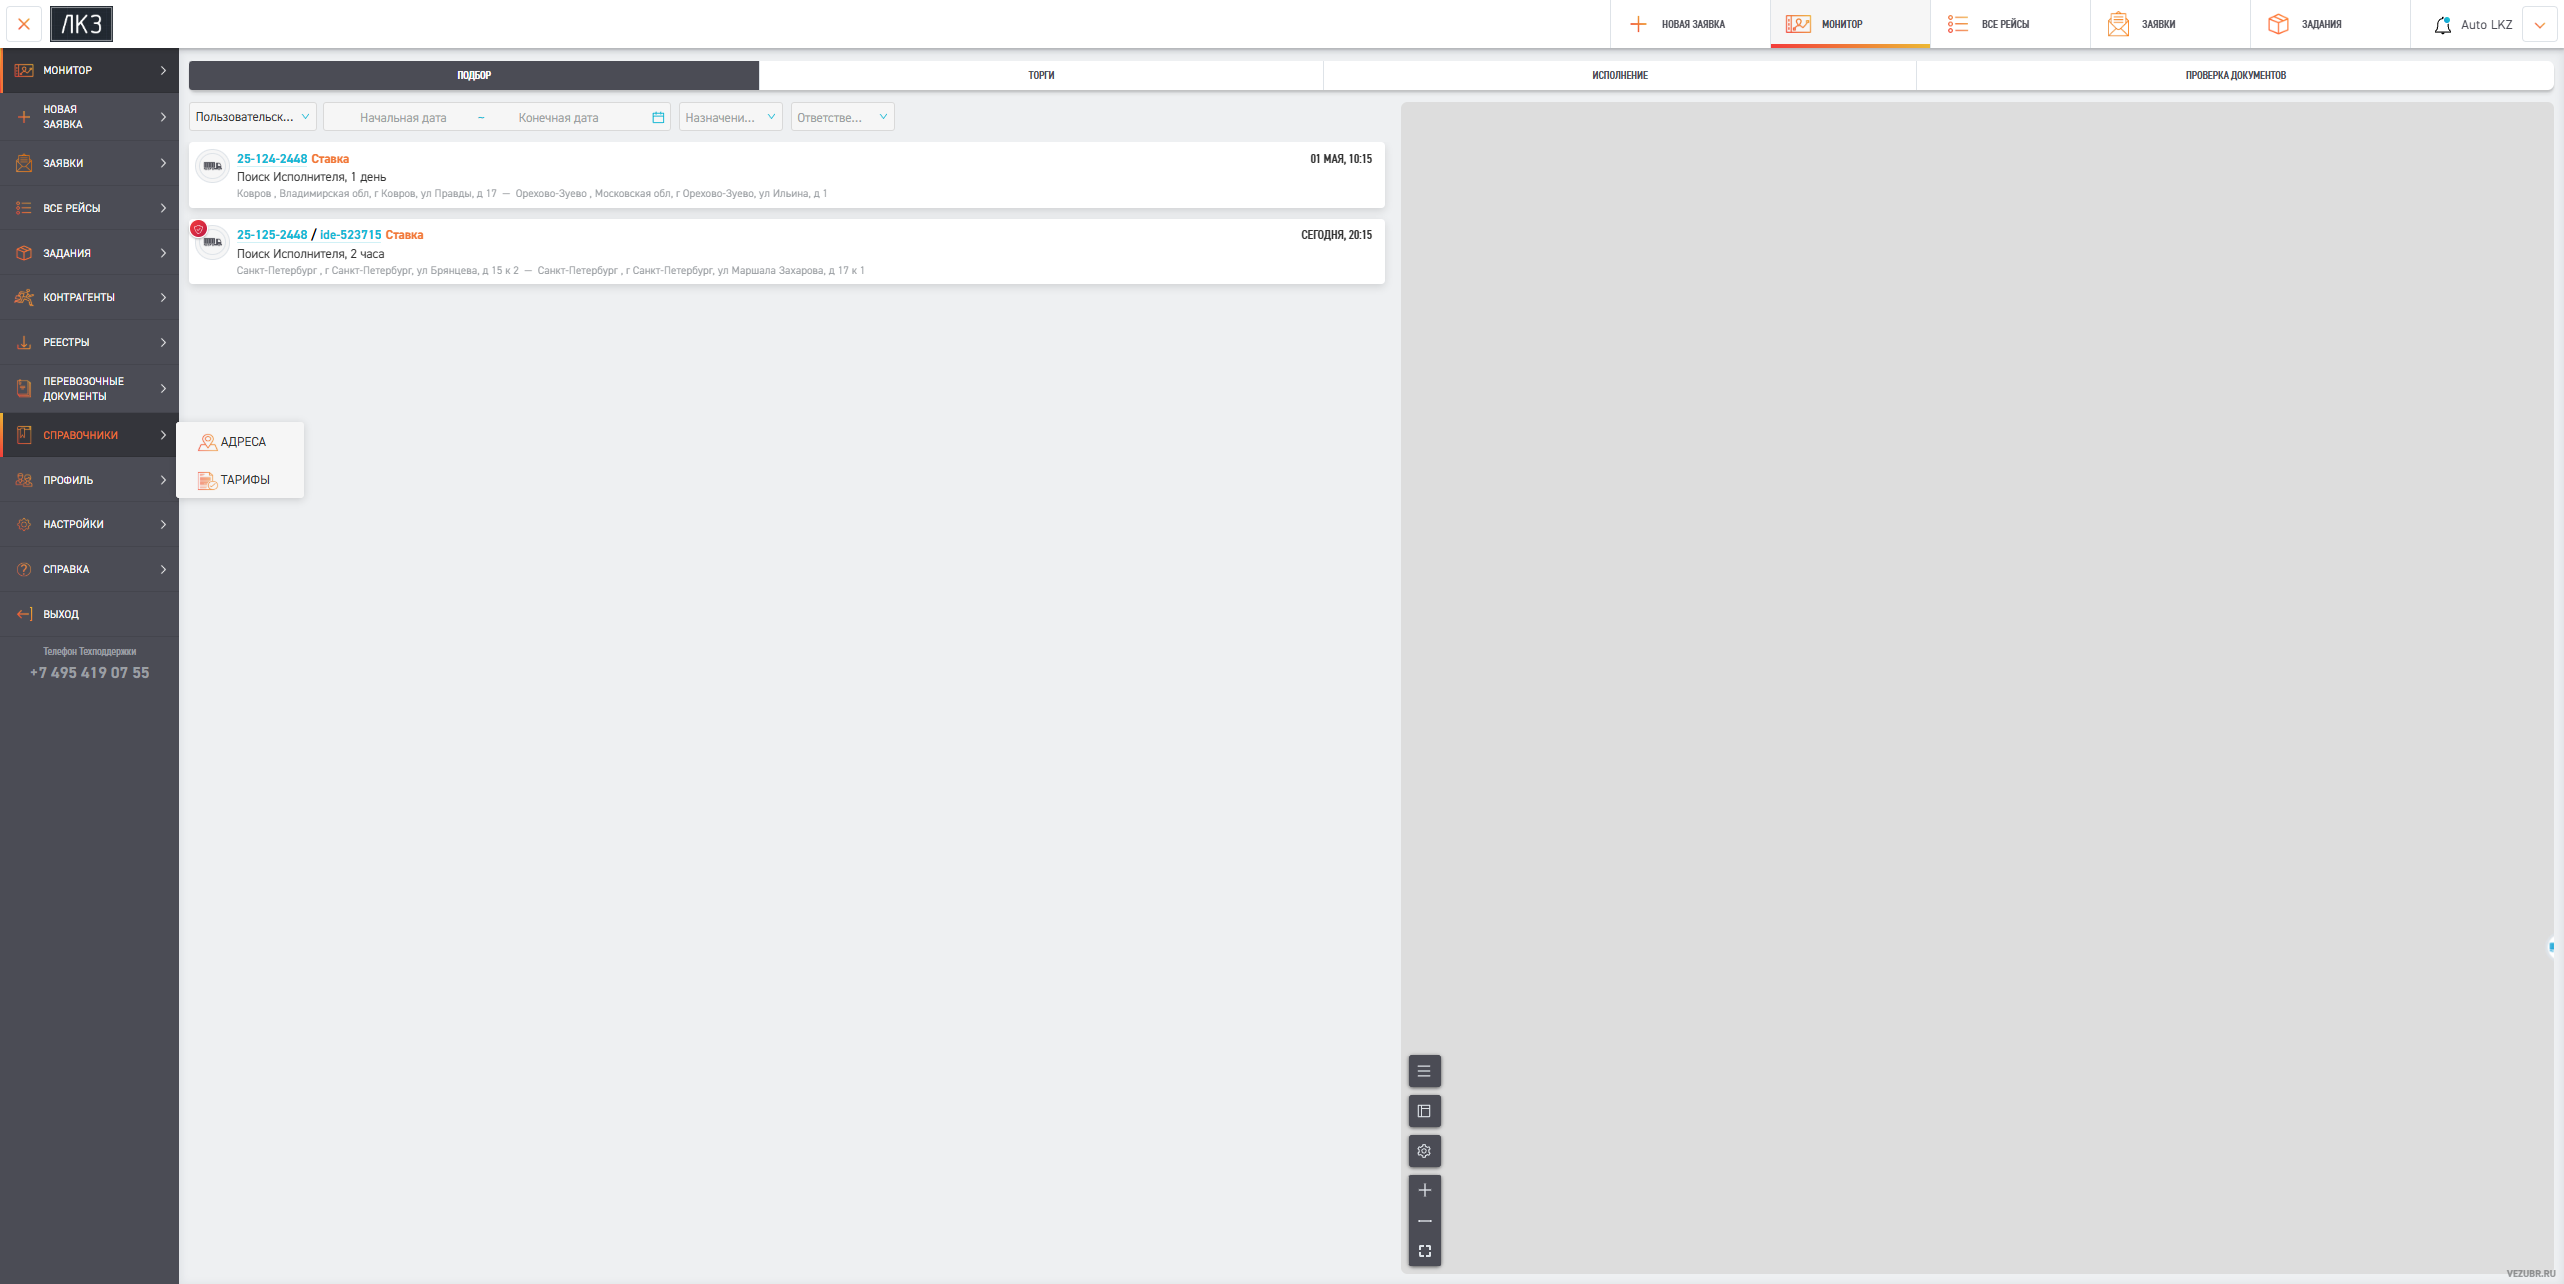 ЛКЗ
НОВАЯ ЗАЯВКА
МОНИТОР
ВСЕ РЕЙСЫ
ЗАЯВКИ
ЗАДАНИЯ
Auto LKZ
МОНИТОР
НОВАЯ
ЗАЯВКА
ЗАЯВКИ
ВСЕ РЕЙСЫ
ЗАДАНИЯ
КОНТРАГЕНТЫ
РЕЕСТРЫ
ПЕРЕВОЗОЧНЫЕ
ДОКУМЕНТЫ
СПРАВОЧНИКИ
ПРОФИЛЬ
НАСТРОЙКИ
СПРАВКА
ВЫХОД
Телефон Техподдержки
+7 495 419 07 55
АДРЕСА
ТАРИФЫ
ПОДБОР
ТОРГИ
ИСПОЛНЕНИЕ
ПРОВЕРКА ДОКУМЕНТОВ
Пользовательск...
Начальная дата – Конечная дата
Назначени...
Ответстве...
25-124-2448 Ставка
01 МАЯ, 10:15
Поиск Исполнителя, 1 день
Ковров , Владимирская обл, г Ковров, ул Правды, д 17 — Орехово-Зуево , Московская обл, г Орехово-Зуево, ул Ильина, д 1
25-125-2448 / ide-523715 Ставка
СЕГОДНЯ, 20:15
Поиск Исполнителя, 2 часа
Санкт-Петербург , г Санкт-Петербург, ул Брянцева, д 15 к 2 — Санкт-Петербург , г Санкт-Петербург, ул Маршала Захарова, д 17 к 1
VEZUBR.RU